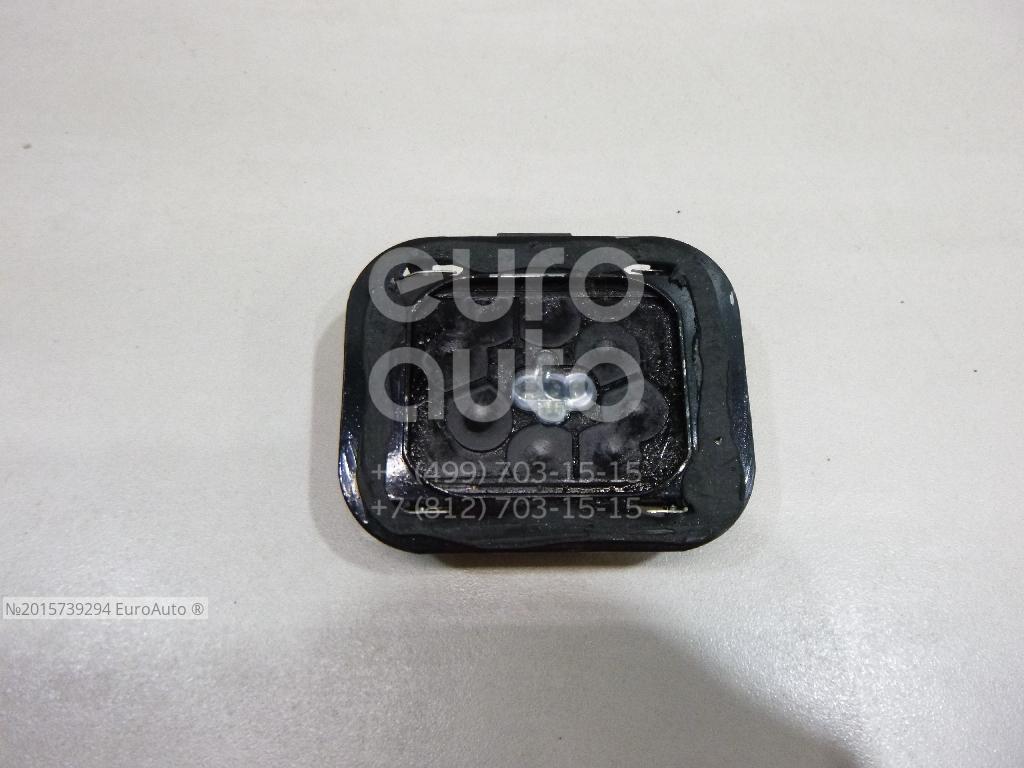 euro
auto
+7 (499) 703-15-15
+7 (812) 703-15-15
№2015739294 EuroAuto ®